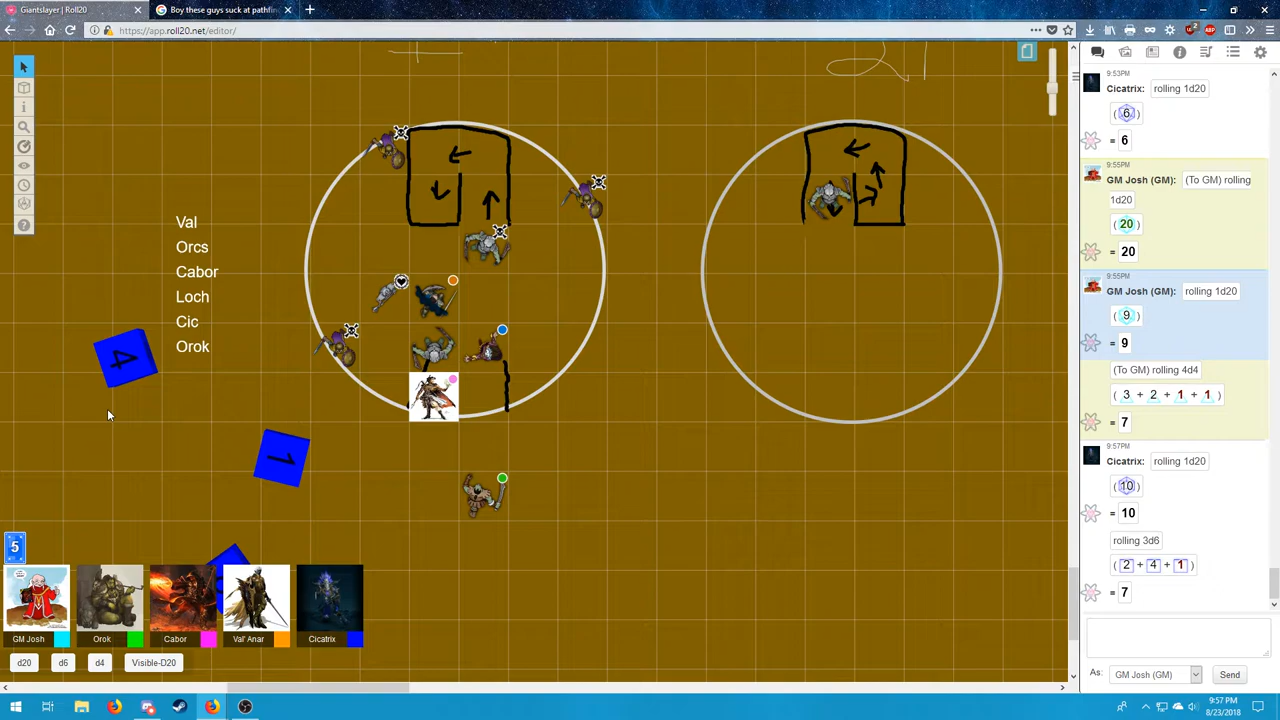 Giantslayer | Roll20
Boy these guys suck at pathfin
https://app.roll20.net/editor/
9:53PM
Cicatrix: rolling 1d20
(6)
= 6
9:55PM
GM Josh (GM): (To GM) rolling
1d20
(20)
= 20
9:55PM
GM Josh (GM): rolling 1d20
(9)
= 9
(To GM) rolling 4d4
(3+2+1+1)
= 7
9:57PM
Cicatrix: rolling 1d20
(10)
= 10
rolling 3d6
(2+4+1)
= 7
As: GM Josh (GM) Send
21
Val
Orcs
Cabor
Loch
Cic
Orok
4
1
5
GM Josh Orok Cabor Val' Anar Cicatrix
d20 d6 d4 Visible-D20
9:57 PM
8/23/2018